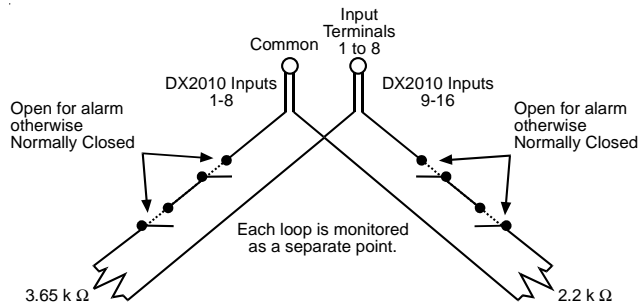 Input
Terminals
1 to 8
Common
DX2010 Inputs
1-8
DX2010 Inputs
9-16
Open for alarm
otherwise
Normally Closed
Open for alarm
otherwise
Normally Closed
Each loop is monitored
as a separate point.
3.65 k Ω
2.2 k Ω